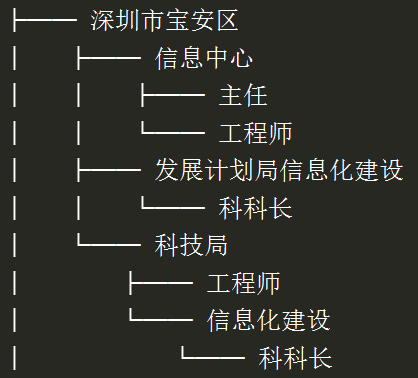 深圳市宝安区
信息中心
主任
工程师
发展计划局信息化建设
科科长
科技局
工程师
信息化建设
科科长